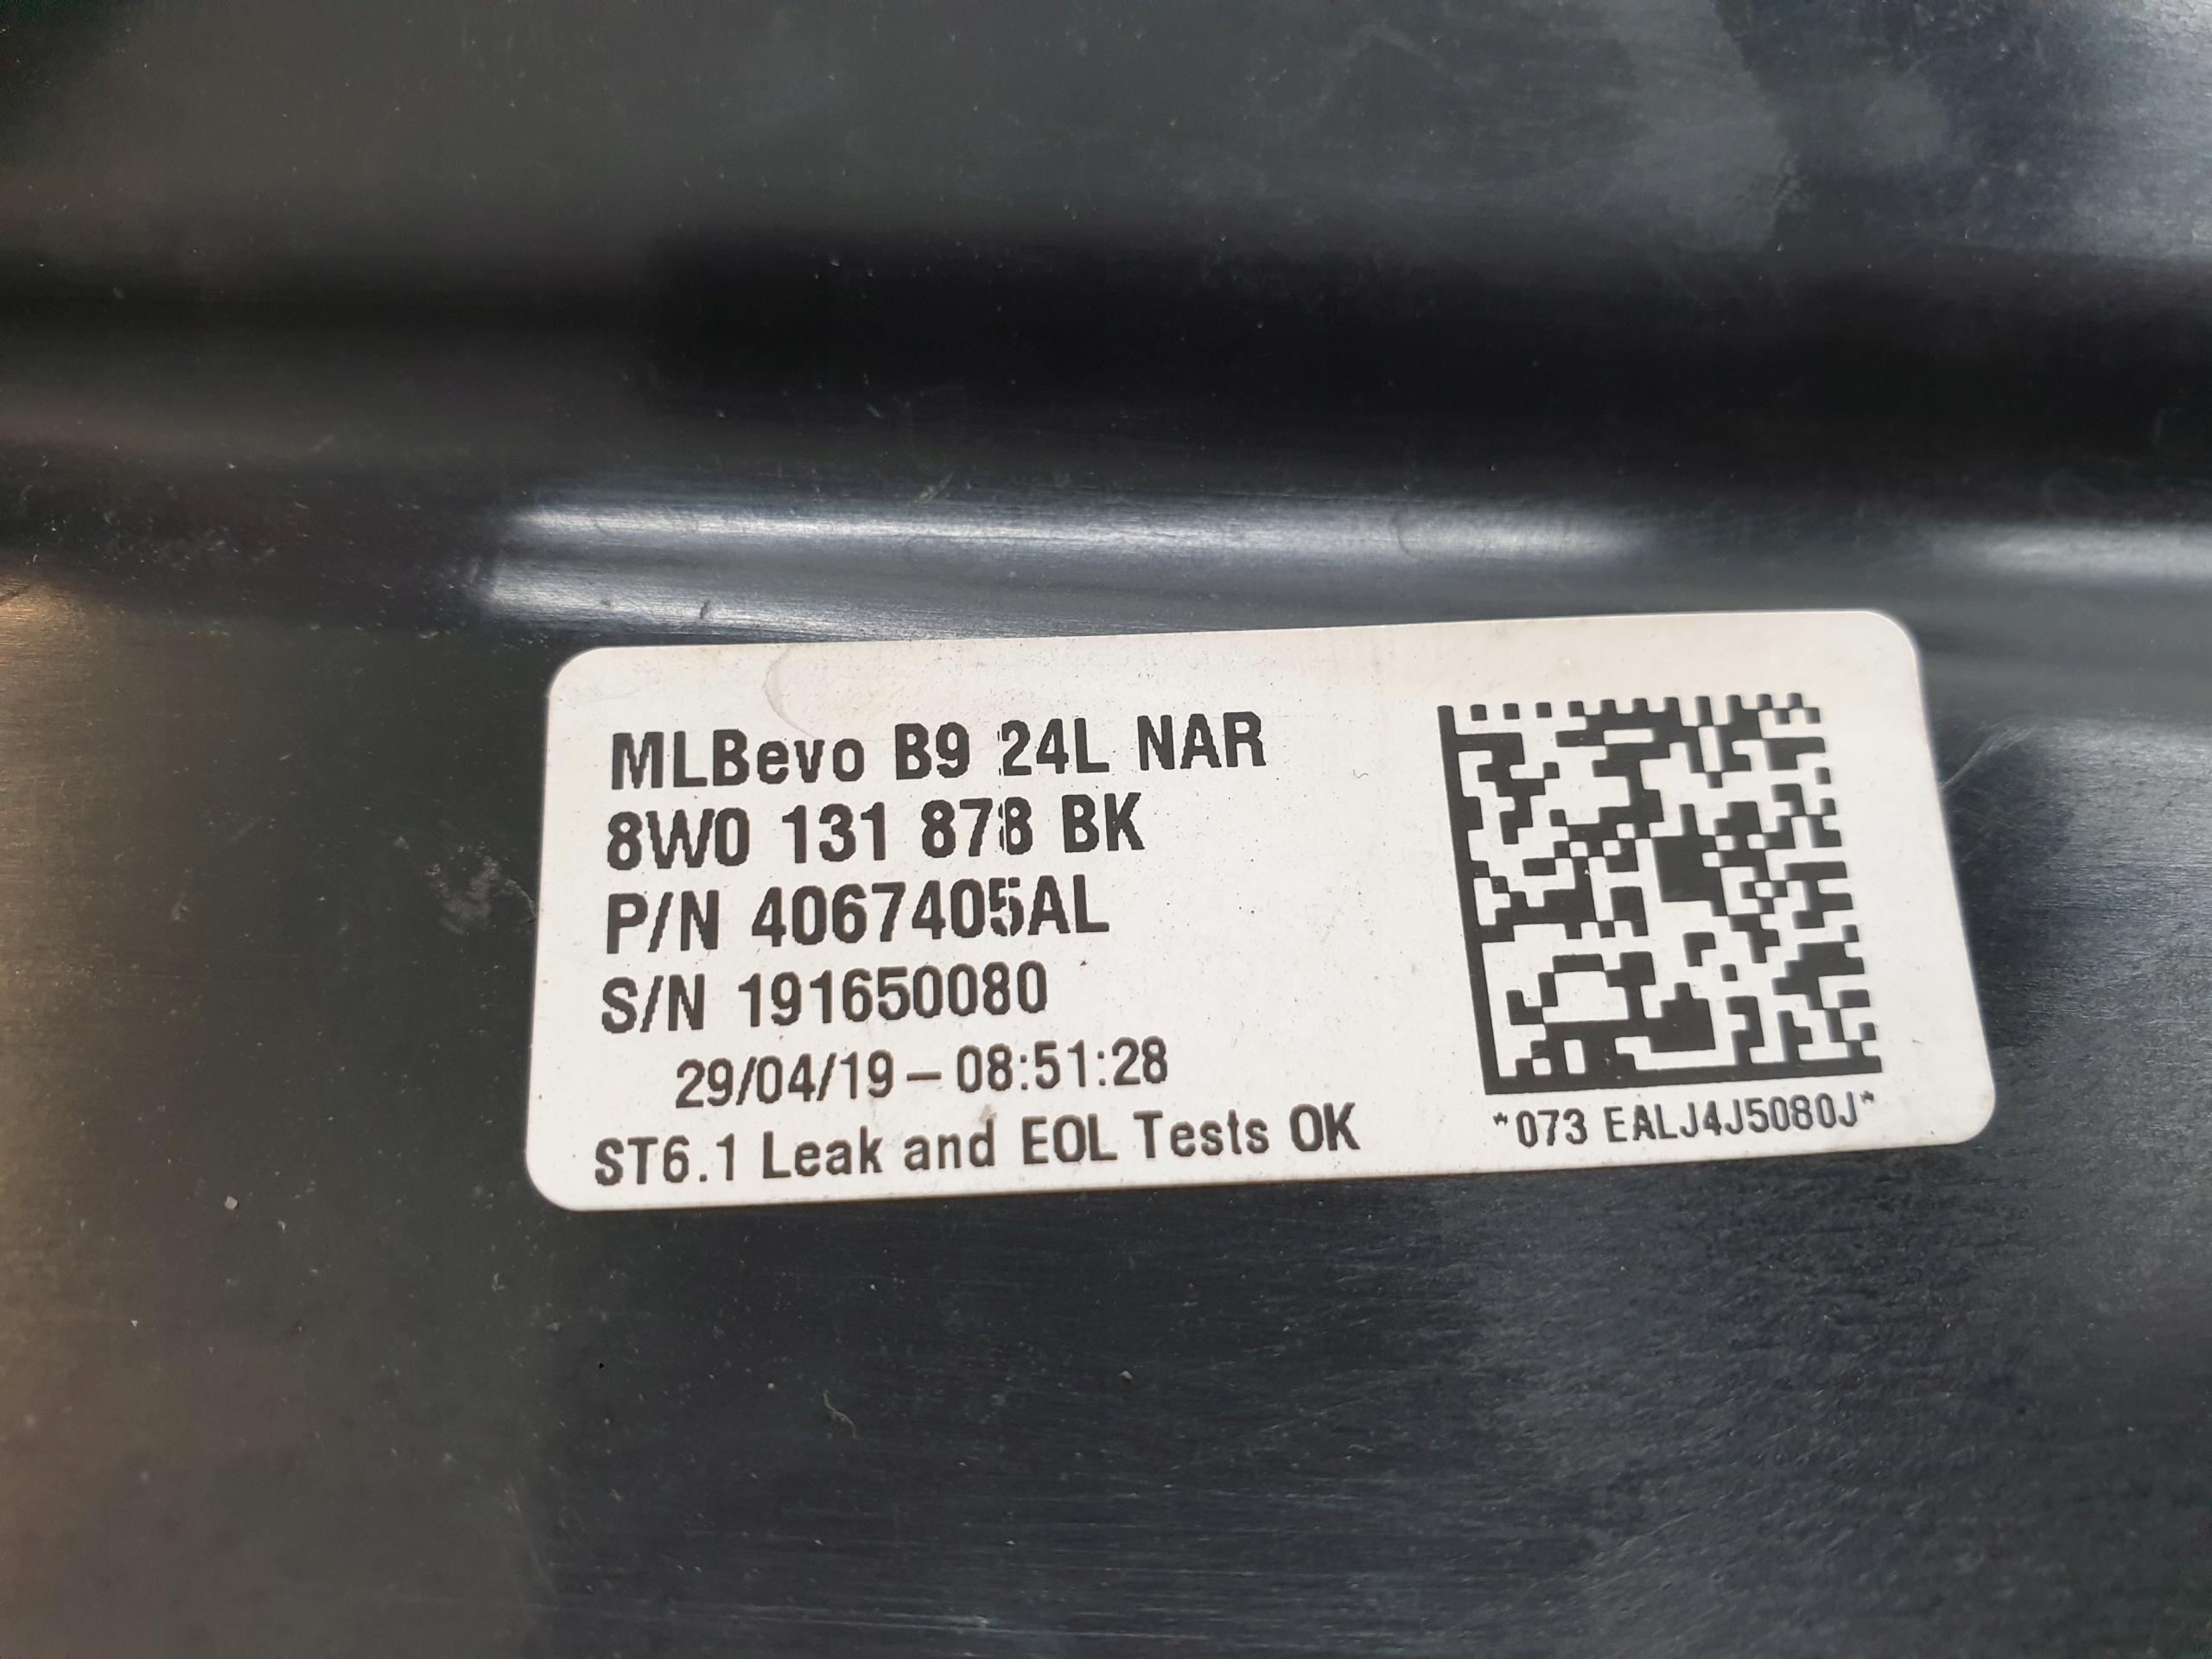 MLBevo B9 24L NAR
8W0 131 878 BK
P/N 4067405AL
S/N 191650080
29/04/19 – 08:51:28
ST6.1 Leak and EOL Tests OK
*073 EALJ4J5080J*